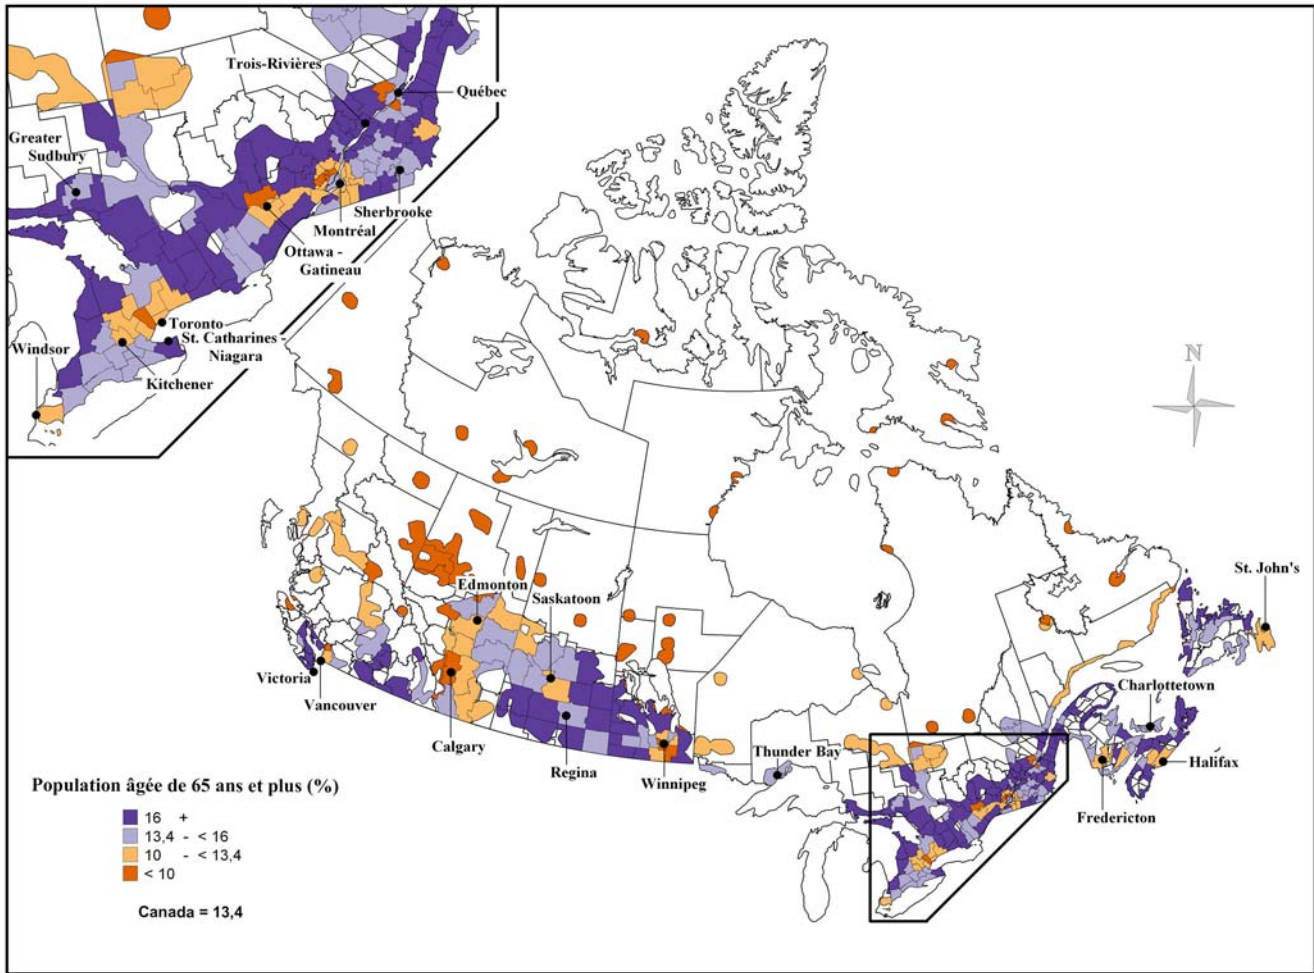 Trois-Rivières
Québec
Greater
Sudbury
Sherbrooke
Montréal
Ottawa -
Gatineau
Toronto
St. Catharines -
Niagara
Windsor
Kitchener
N
Edmonton
Saskatoon
St. John's
Victoria
Vancouver
Charlottetown
Calgary
Regina
Winnipeg
Thunder Bay
Halifax
Fredericton
Population âgée de 65 ans et plus (%)
16 +
13,4 - < 16
10 - < 13,4
< 10
Canada = 13,4